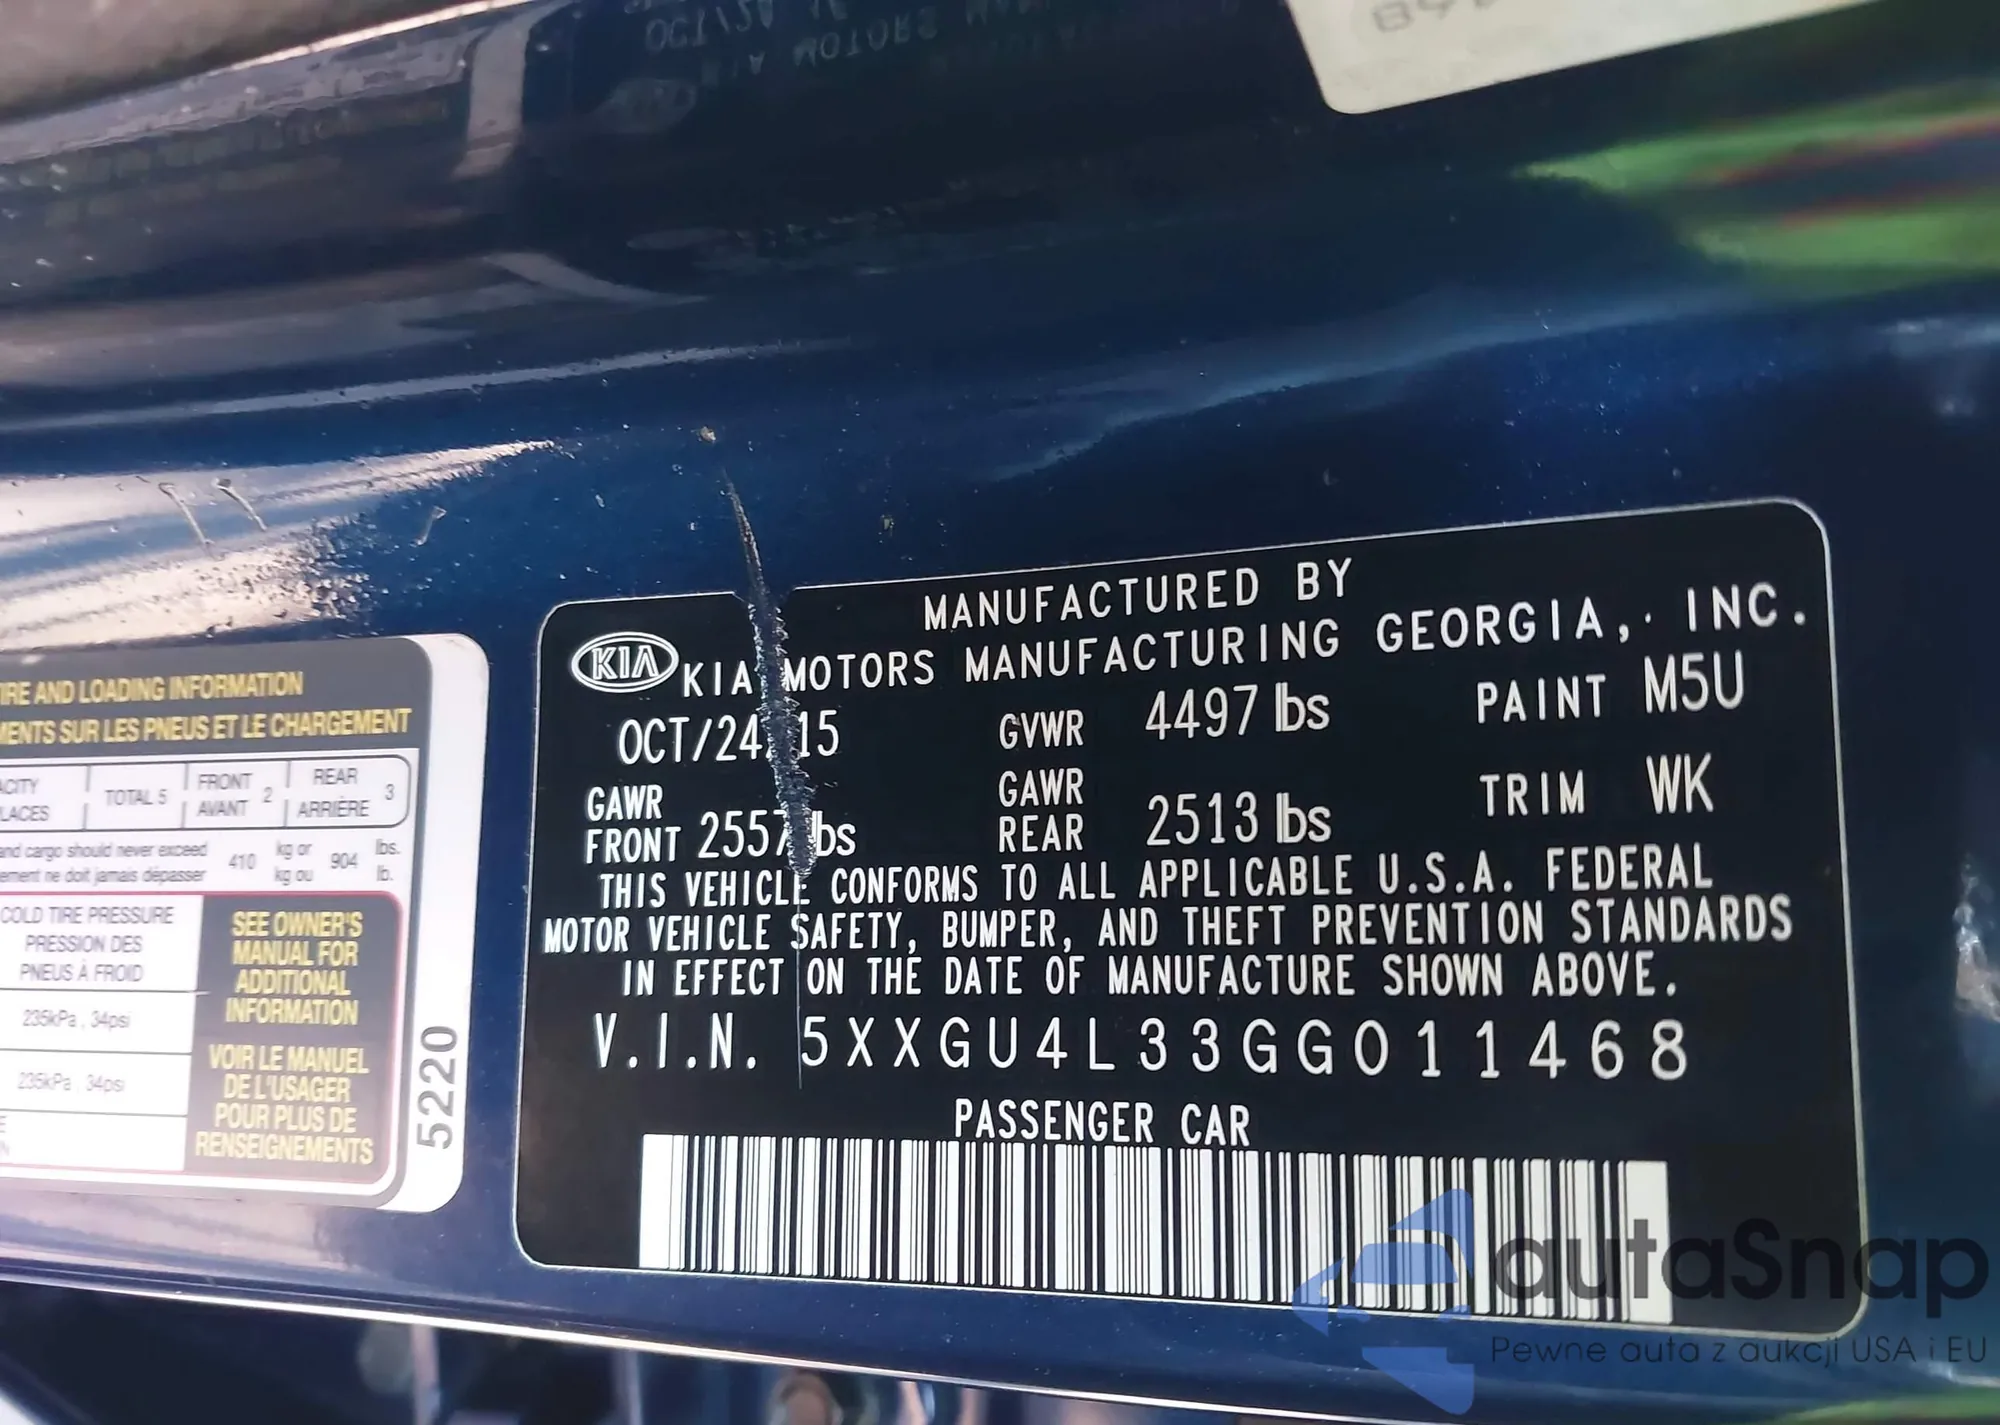 MANUFACTURED BY
KIA KIA MOTORS MANUFACTURING GEORGIA, INC.
OCT/24/15 GVWR 4497 lbs PAINT M5U
GAWR FRONT 2557 lbs GAWR REAR 2513 lbs TRIM WK
THIS VEHICLE CONFORMS TO ALL APPLICABLE U.S.A. FEDERAL
MOTOR VEHICLE SAFETY, BUMPER, AND THEFT PREVENTION STANDARDS
IN EFFECT ON THE DATE OF MANUFACTURE SHOWN ABOVE.
V.I.N. 5XXGU4L33GG011468
PASSENGER CAR
IRE AND LOADING INFORMATION
MENTS SUR LES PNEUS ET LE CHARGEMENT
ACITY TOTAL 5 FRONT 2 REAR 3
LACES AVANT ARRIÈRE
and cargo should never exceed 410 kg or 904 lbs.
ement ne doit jamais dépasser kg ou lb.
COLD TIRE PRESSURE
PRESSION DES
PNEUS À FROID
235kPa, 34psi
235kPa, 34psi
SEE OWNER'S
MANUAL FOR
ADDITIONAL
INFORMATION
VOIR LE MANUEL
DE L'USAGER
POUR PLUS DE
RENSEIGNEMENTS
5220
autaSnap
Pewne auta z aukcji USA i EU